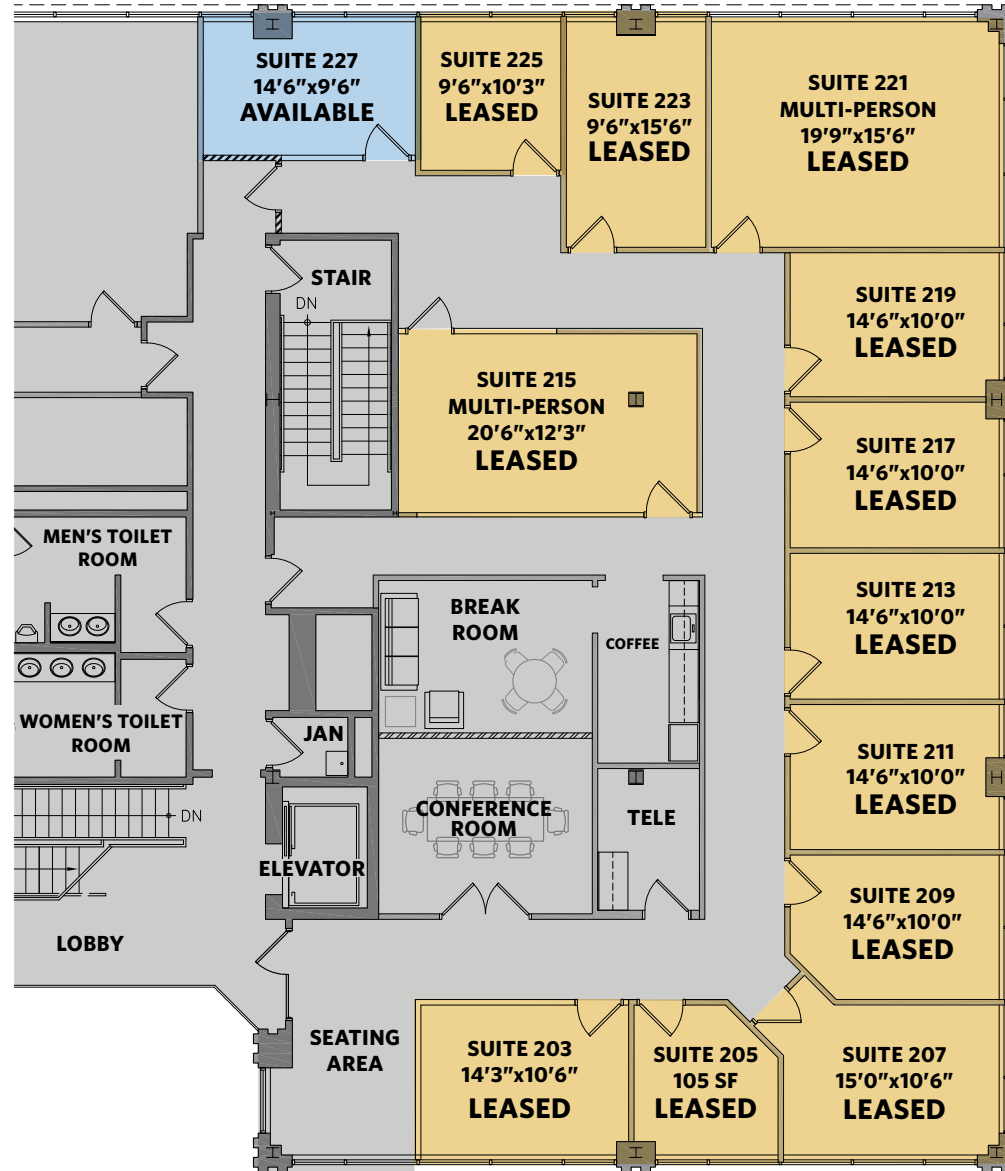 SUITE 227
14'6"x9'6"
AVAILABLE
SUITE 225
9'6"x10'3"
LEASED
SUITE 223
9'6"x15'6"
LEASED
SUITE 221
MULTI-PERSON
19'9"x15'6"
LEASED
STAIR
DN
SUITE 219
14'6"x10'0"
LEASED
SUITE 215
MULTI-PERSON
20'6"x12'3"
LEASED
SUITE 217
14'6"x10'0"
LEASED
MEN'S TOILET
ROOM
BREAK
ROOM
COFFEE
SUITE 213
14'6"x10'0"
LEASED
WOMEN'S TOILET
ROOM
JAN
SUITE 211
14'6"x10'0"
LEASED
DN
CONFERENCE
ROOM
TELE
ELEVATOR
SUITE 209
14'6"x10'0"
LEASED
LOBBY
SEATING
AREA
SUITE 203
14'3"x10'6"
LEASED
SUITE 205
105 SF
LEASED
SUITE 207
15'0"x10'6"
LEASED